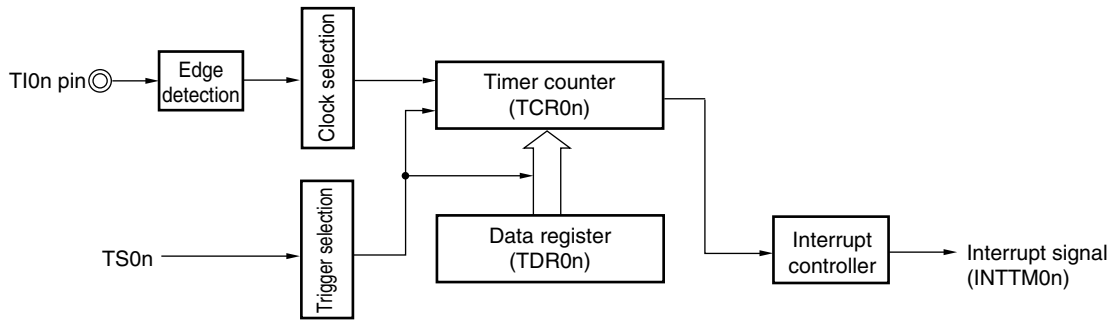 TI0n pin
Edge
detection
Clock selection
Timer counter
(TCR0n)
TS0n
Trigger selection
Data register
(TDR0n)
Interrupt
controller
Interrupt signal
(INTTM0n)